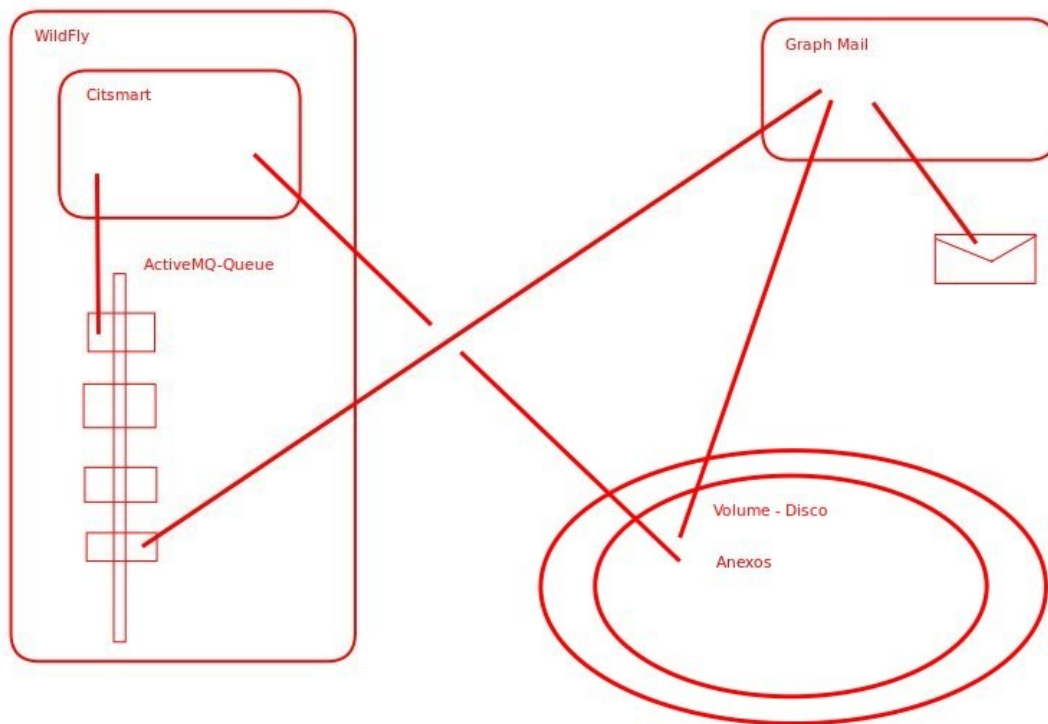 WildFly
Citsmart
ActiveMQ-Queue
Graph Mail
Volume - Disco
Anexos